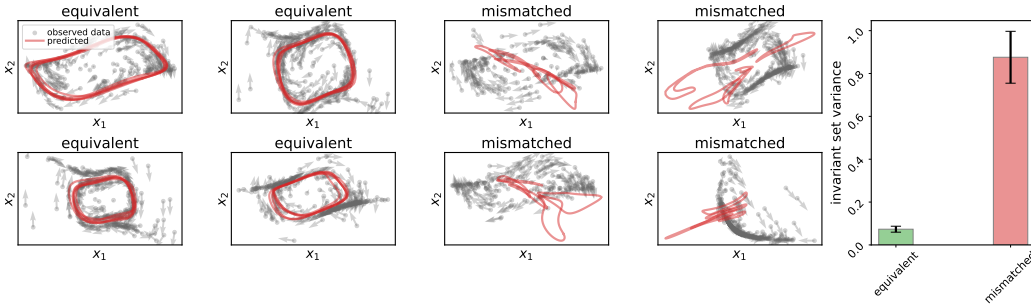 equivalent
equivalent
mismatched
mismatched
observed data
predicted
x2
x1
x2
x1
x2
x1
x2
x1
equivalent
equivalent
mismatched
mismatched
x2
x1
x2
x1
x2
x1
x2
x1
invariant set variance
1.0
0.8
0.6
0.4
0.2
0.0
equivalent
mismatched